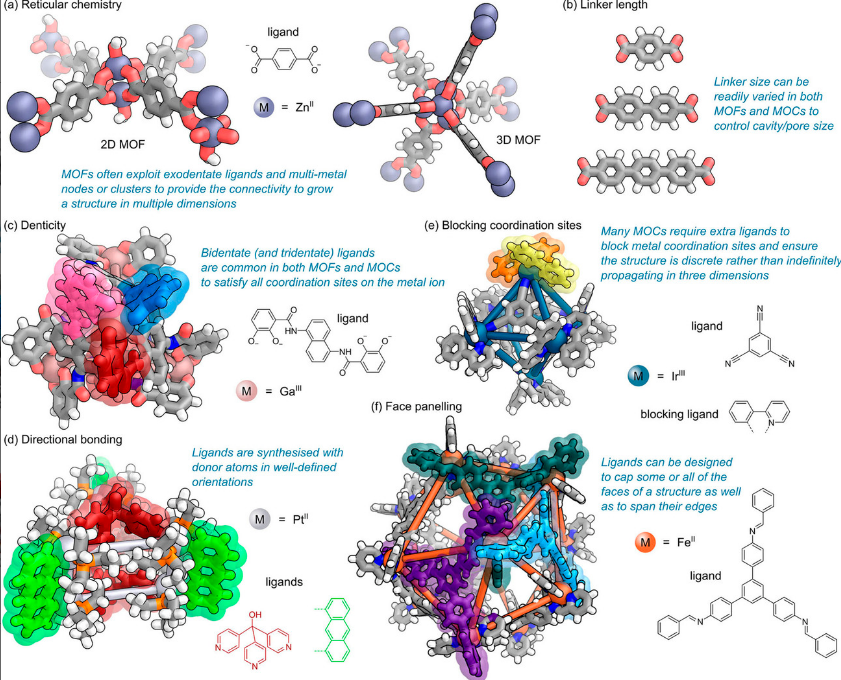 (a) Reticular chemistry
ligand
O
O⁻
⁻O
O
M = Zn^II
2D MOF
3D MOF
MOFs often exploit exodentate ligands and multi-metal
nodes or clusters to provide the connectivity to grow
a structure in multiple dimensions
(b) Linker length
Linker size can be
readily varied in both
MOFs and MOCs to
control cavity/pore size
(c) Denticity
Bidentate (and tridentate) ligands
are common in both MOFs and MOCs
to satisfy all coordination sites on the metal ion
ligand
O
O⁻
O⁻
NH
O⁻
O⁻
NH
O
M = Ga^III
(d) Directional bonding
Ligands are synthesised with
donor atoms in well-defined
orientations
M = Pt^II
ligands
OH
N
N
N
(e) Blocking coordination sites
Many MOCs require extra ligands to
block metal coordination sites and ensure
the structure is discrete rather than indefinitely
propagating in three dimensions
ligand
CN
NC
CN
M = Ir^III
blocking ligand
N
(f) Face panelling
Ligands can be designed
to cap some or all of the
faces of a structure as well
as to span their edges
M = Fe^II
ligand
N
N
N